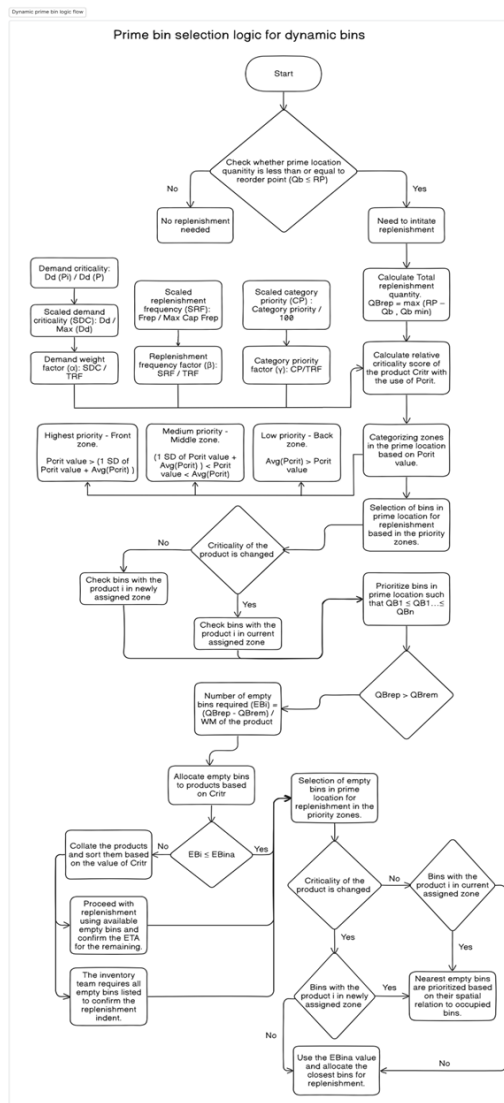 Dynamic prime bin logic flow
Prime bin selection logic for dynamic bins
Start
Check whether prime location
quanitity is less than or equal to
reorder point (Qb ≤ RP)
No
Yes
No replenishment
needed
Need to intitate
replenishment
Demand criticality:
Dd (Pi) / Dd (P)
Scaled
replenishment
frequency (SRF):
Frep / Max Cap Frep
Scaled category
priority (CP) :
Category priority /
100
Calculate Total
replenishment
quantity.
QBrep = max (RP –
Qb , Qb min)
Scaled demand
criticality (SDC): Dd /
Max (Dd)
Demand weight
factor (α): SDC /
TRF
Replenishment
frequency factor (β):
SRF / TRF
Category priority
factor (γ): CP/TRF
Calculate relative
criticality score of
the product Critr with
the use of Pcrit.
Highest priority - Front
zone.
Pcrit value > (1 SD of
Pcrit value + Avg(Pcrit) )
Medium priority -
Middle zone.
(1 SD of Pcrit value +
Avg(Pcrit) ) < Pcrit
value < Avg(Pcrit)
Low priority - Back
zone.
Avg(Pcrit) > Pcrit
value
Categorizing zones in
the prime location
based on Pcrit
value.
Selection of bins in
prime location for
replenishment
based in the priority
zones.
Criticality of the
product is changed
No
Yes
Check bins with the
product i in newly
assigned zone
Check bins with the
product i in current
assigned zone
Prioritize bins in
prime location such
that QB1 ≤ QB1...≤
QBn
QBrep > QBrem
Number of empty
bins required (EBi) =
(QBrep - QBrem) /
WM of the product
Allocate empty bins
to products based
on Critr
EBi ≤ EBina
No
Yes
Collate the products
and sort them based
on the value of Critr
Proceed with
replenishment
using available
empty bins and
confirm the ETA
for the remaining.
The inventory
team requires all
empty bins listed
to confirm the
replenishment
indent.
Selection of empty
bins in prime
location for
replenishment in the
priority zones.
Criticality of the
product is changed
No
Bins with the
product i in current
assigned zone
Yes
Yes
Bins with the
product i in newly
assigned zone
Yes
Nearest empty bins
are prioritized based
on their spatial
relation to occupied
bins.
No
Use the EBina value
and allocate the
closest bins for
replenishment.
No